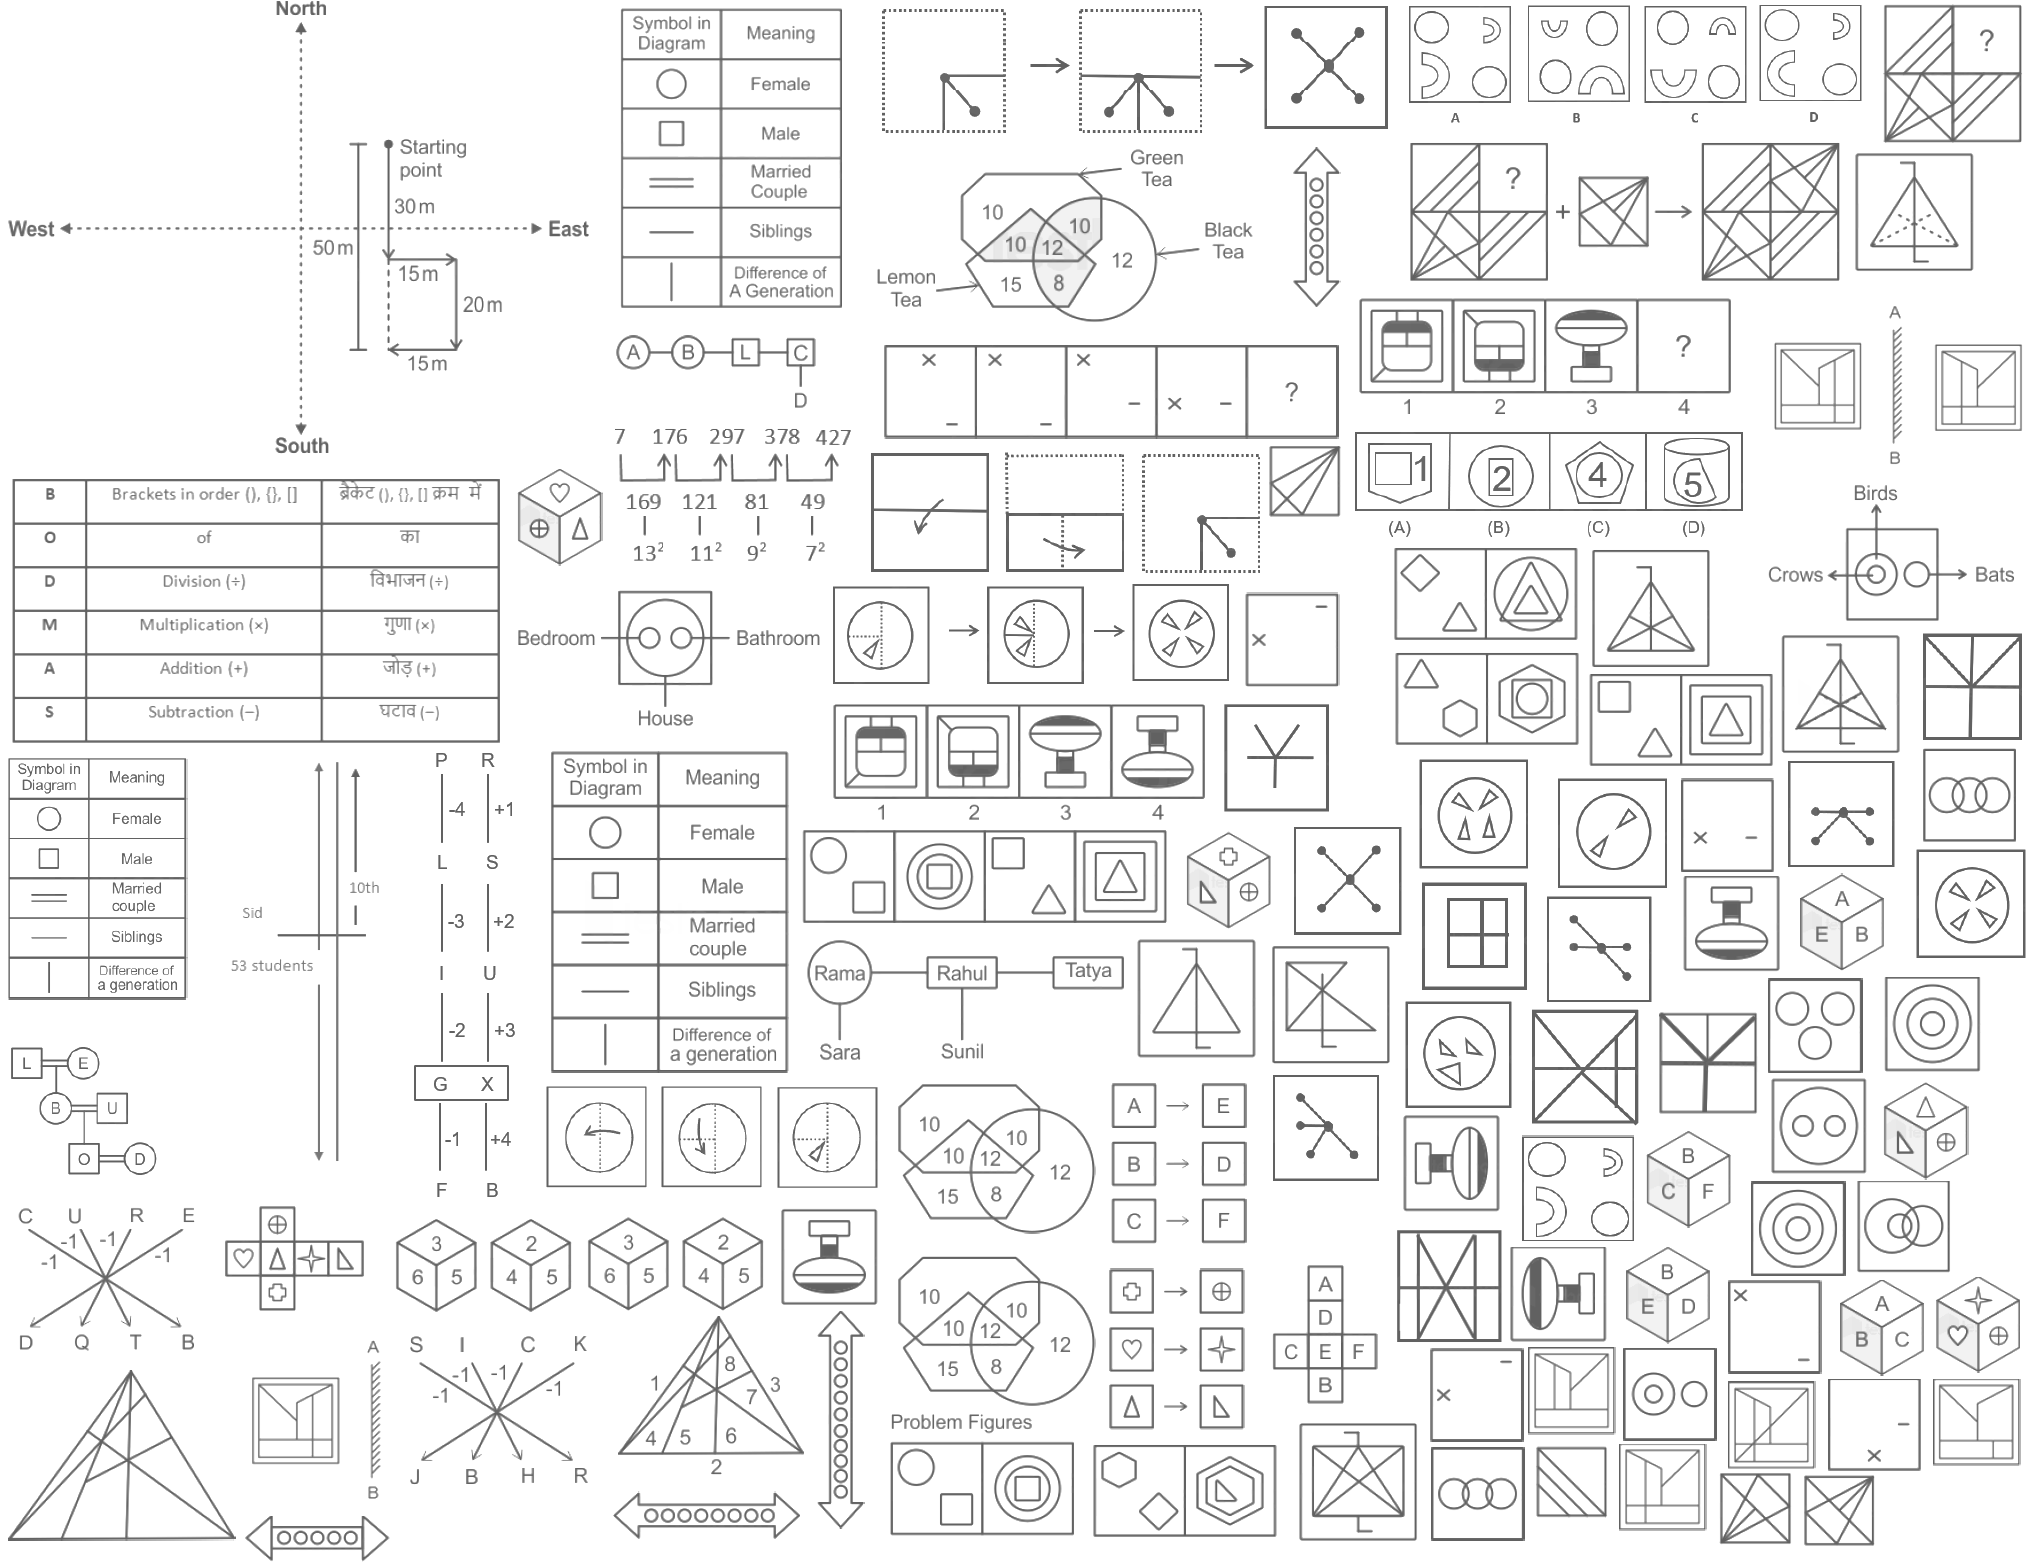 North
Starting
point
30 m
West
East
50 m
15 m
20 m
15 m
South
Symbol in
Diagram
Meaning
Female
Male
Married
Couple
Siblings
Difference of
A Generation
A B L C
D
7 176 297 378 427
169 121 81 49
13² 11² 9² 7²
Bedroom
Bathroom
House
B Brackets in order (), {}, [] ब्रैकेट (), {}, [] क्रम में
O of का
D Division (÷) विभाजन (÷)
M Multiplication (×) गुणा (×)
A Addition (+) जोड़ (+)
S Subtraction (−) घटाव (−)
Symbol in
Diagram
Meaning
Female
Male
Married
couple
Siblings
Difference of
a generation
10th
Sid
53 students
P R
-4 +1
L S
-3 +2
I U
-2 +3
G X
-1 +4
F B
Symbol in
Diagram
Meaning
Female
Male
Married
couple
Siblings
Difference of
a generation
L E
B U
O D
C U R E
-1 -1 -1 -1
D Q T B
3 6 5
2 4 5
3 6 5
2 4 5
A
B
S I C K
-1 -1 -1 -1
J B H R
8
1 3
7
4 5 6
2
Green
Tea
10
10
Black
Tea
10 12
12
Lemon
Tea
15 8
A B C D
?
?
+
× × × × ?
− − − −
?
1 2 3 4
1 2 4 5
(A) (B) (C) (D)
A
B
Birds
Crows
Bats
−
×
1 2 3 4
Rama Rahul Tatya
Sara Sunil
10
10
10 12
12
15 8
10
10
10 12
12
15 8
A → E
B → D
C → F
A
D
C E F
B
Problem Figures
× −
A
E B
B
C F
B
E D
A
B C
×
−
−
×
−
×